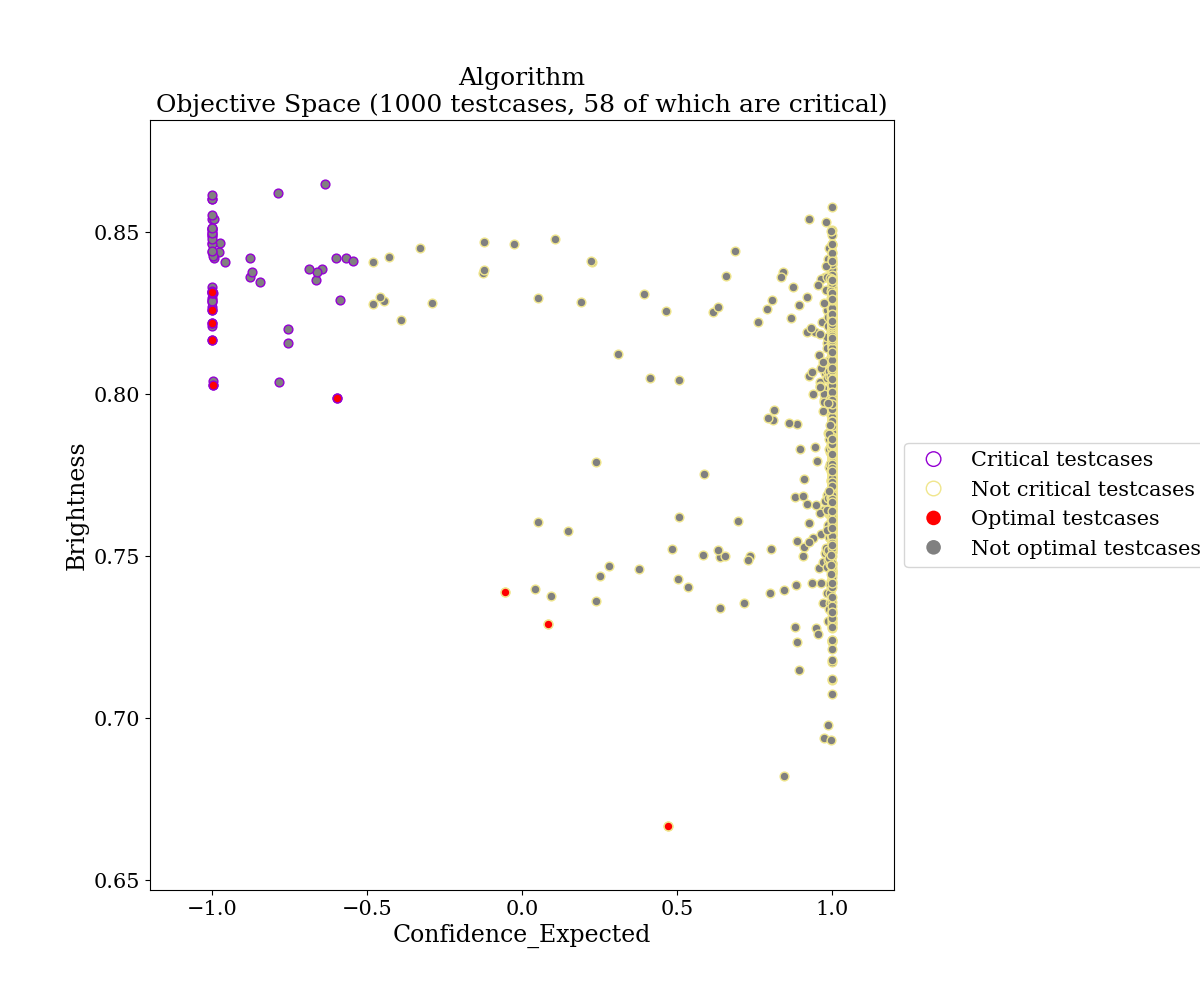 Algorithm
Objective Space (1000 testcases, 58 of which are critical)
0.85
0.80
0.75
0.70
0.65
Brightness
−1.0
−0.5
0.0
0.5
1.0
Confidence_Expected
Critical testcases
Not critical testcases
Optimal testcases
Not optimal testcases